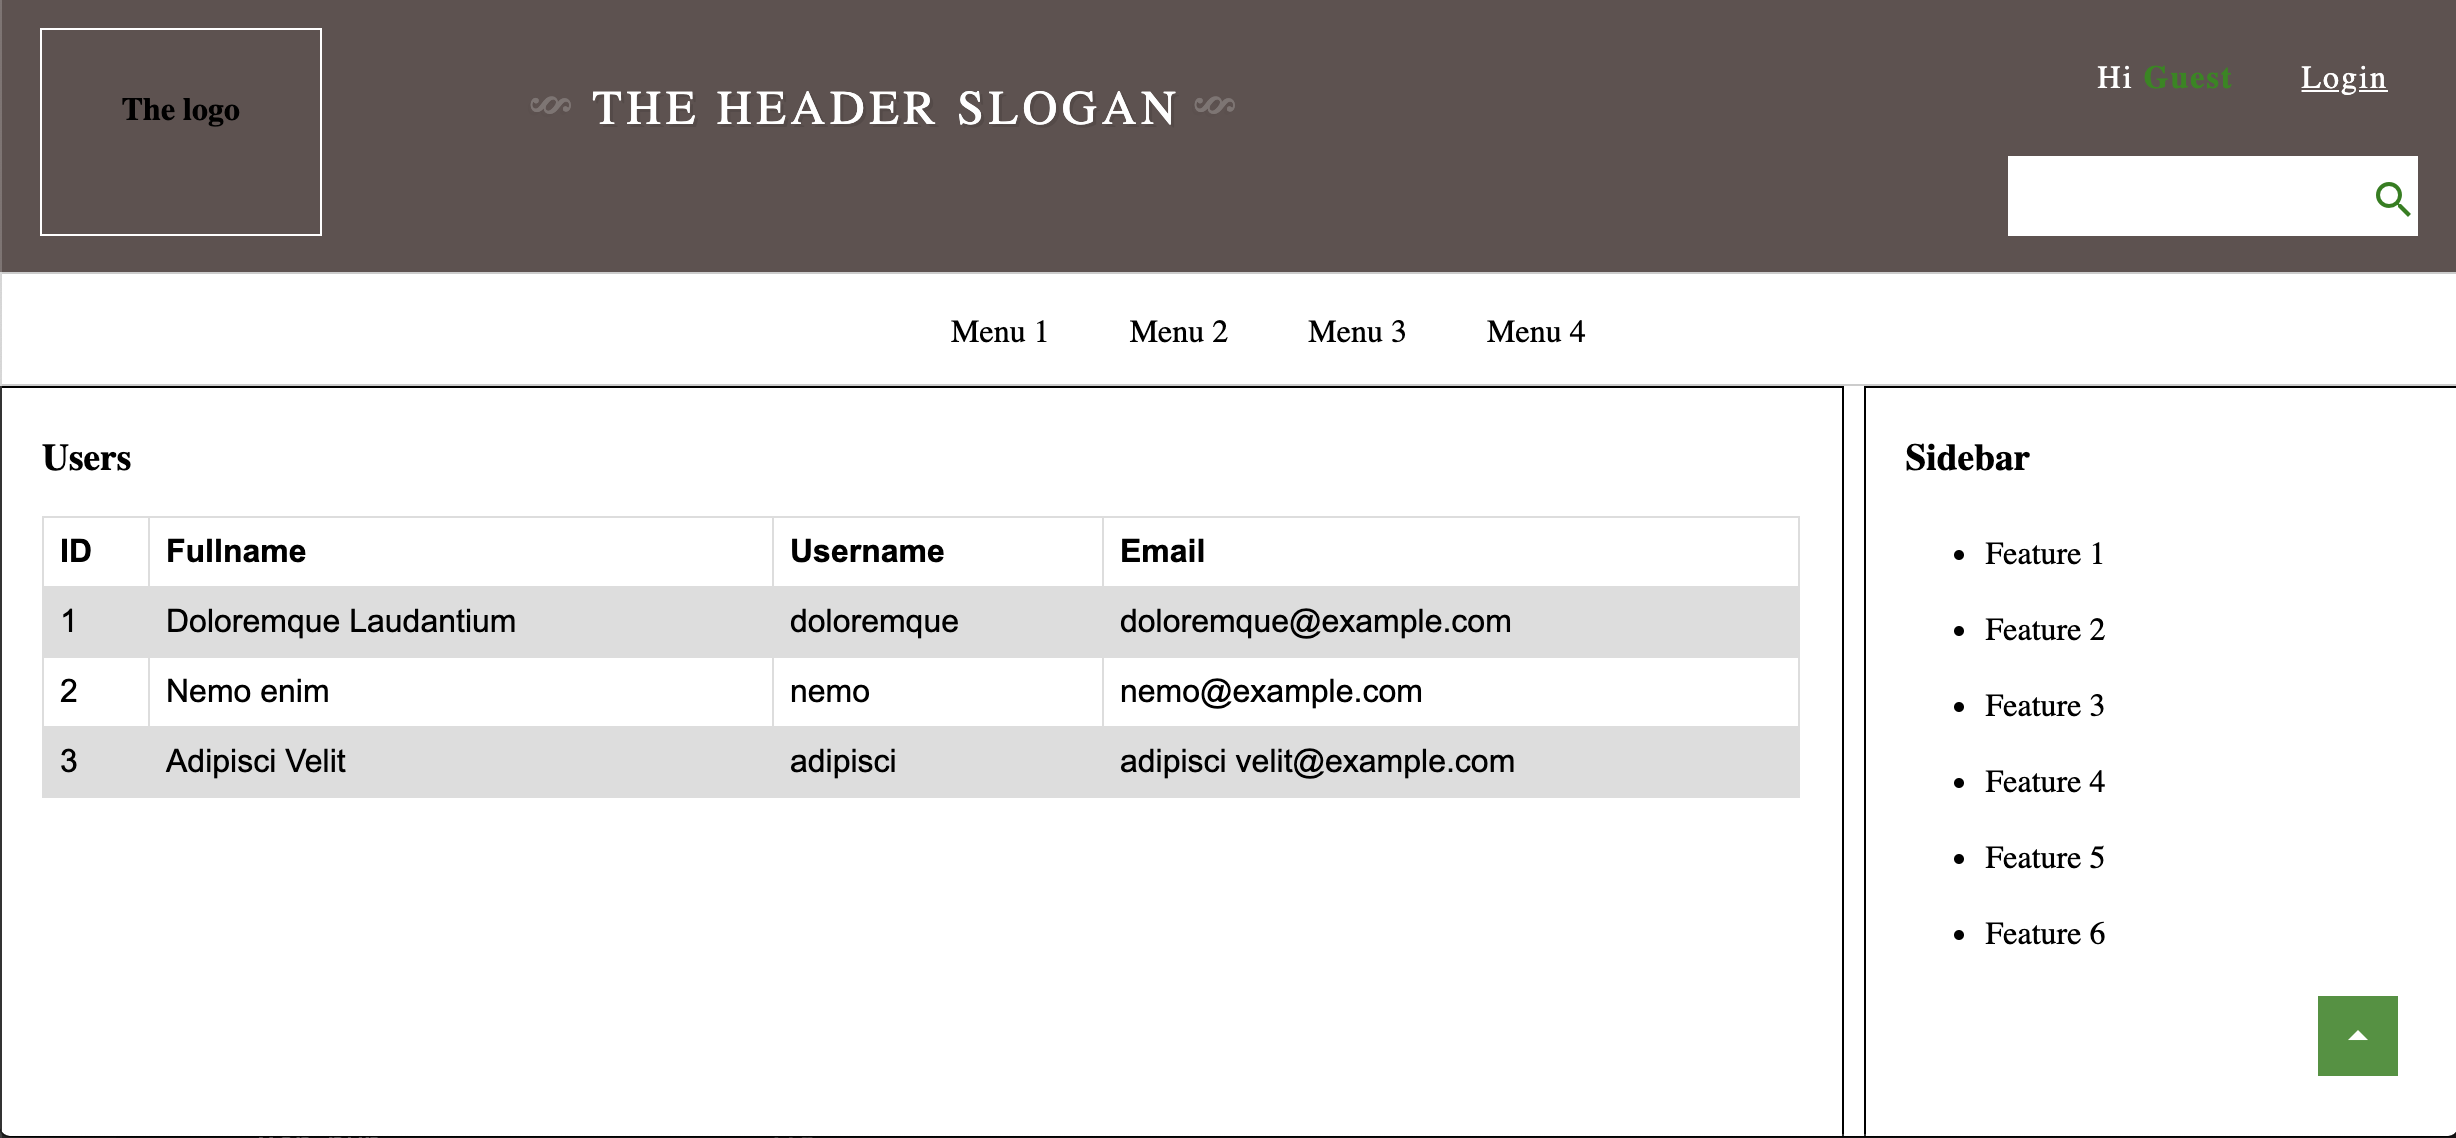 The logo
THE HEADER SLOGAN
Hi Guest Login
Menu 1 Menu 2 Menu 3 Menu 4
Users
ID Fullname Username Email
1 Doloremque Laudantium doloremque doloremque@example.com
2 Nemo enim nemo nemo@example.com
3 Adipisci Velit adipisci adipisci velit@example.com
Sidebar
Feature 1
Feature 2
Feature 3
Feature 4
Feature 5
Feature 6